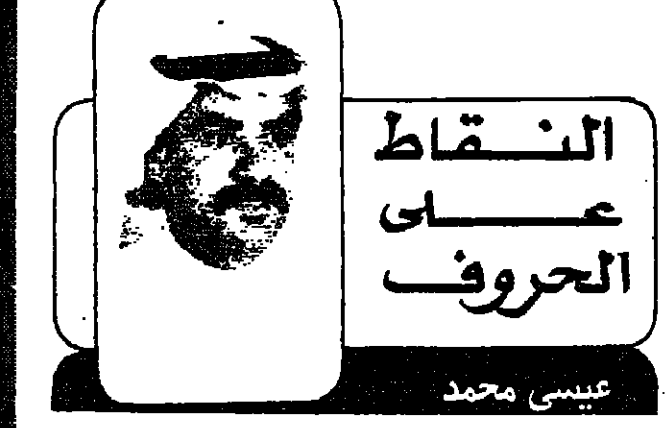 النقاط
على
الحروف
عيسى محمد